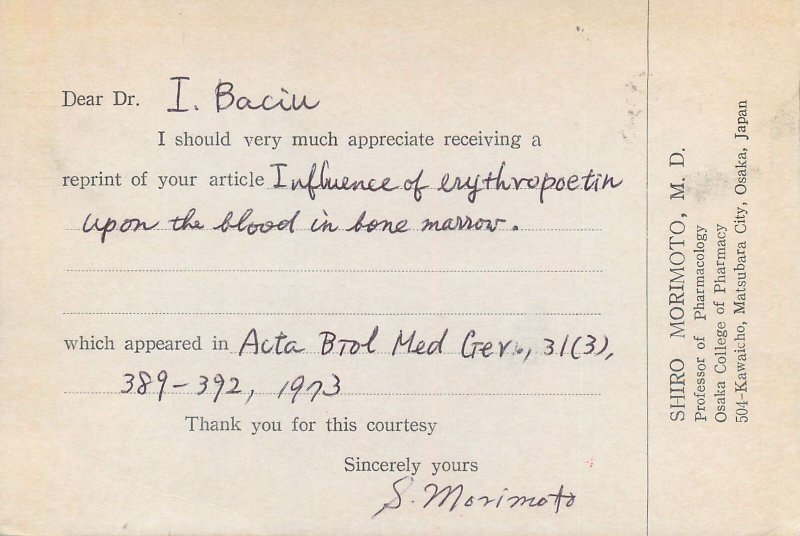 Dear Dr. I. Baciu
I should very much appreciate receiving a
reprint of your article Influence of erythropoetin
upon the blood in bone marrow.
which appeared in Acta Biol Med Ger., 31(3),
389-392, 1973
Thank you for this courtesy
Sincerely yours
S. Morimoto
SHIRO MORIMOTO, M. D.
Professor of Pharmacology
Osaka College of Pharmacy
504-Kawaicho, Matsubara City, Osaka, Japan